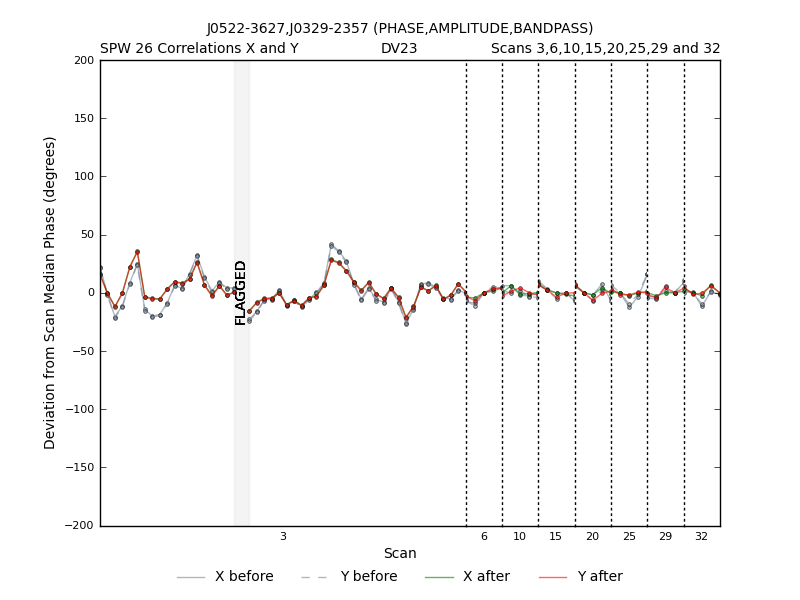 J0522-3627,J0329-2357 (PHASE,AMPLITUDE,BANDPASS)
SPW 26 Correlations X and Y DV23 Scans 3,6,10,15,20,25,29 and 32
200
150
100
50
0
−50
−100
−150
−200
Deviation from Scan Median Phase (degrees)
FLAGGED
3 6 10 15 20 25 29 32
Scan
X before Y before X after Y after